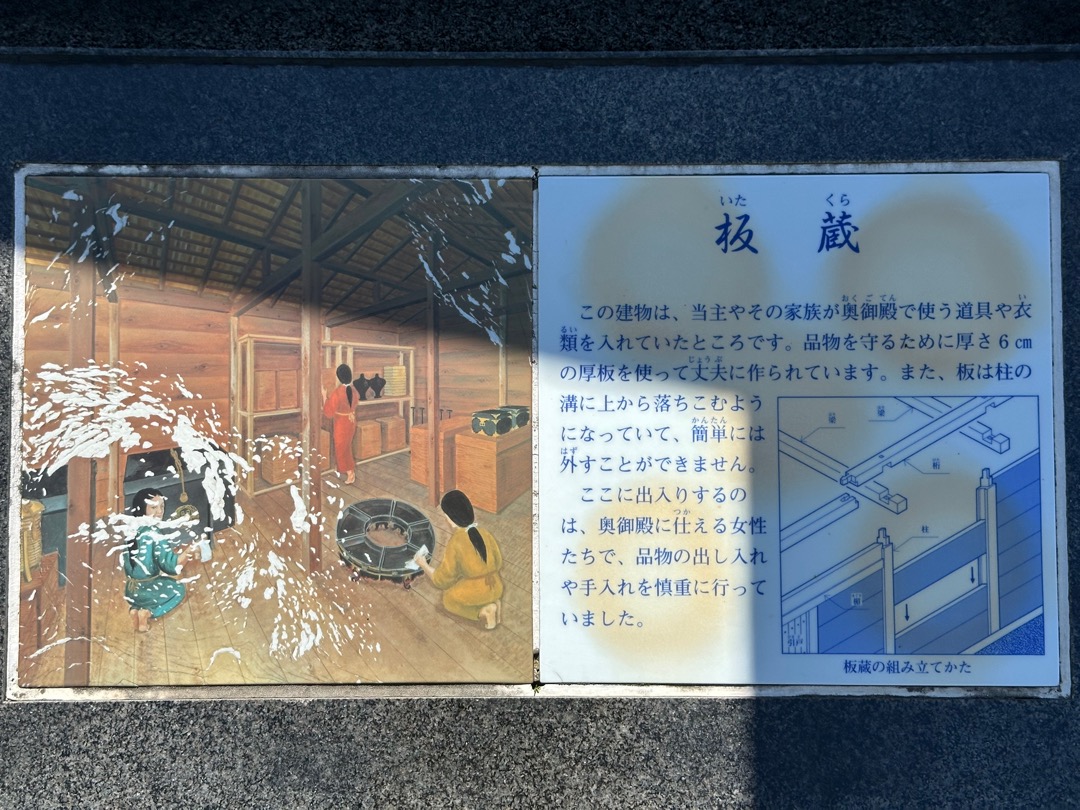 いた くら
板 蔵
この建物は、当主やその家族が奥御殿で使う道具や衣
類を入れていたところです。品物を守るために厚さ6㎝
の厚板を使って丈夫に作られています。また、板は柱の
溝に上から落ちこむよう
になっていて、簡単には
外すことができません。
ここに出入りするの
は、奥御殿に仕える女性
たちで、品物の出し入れ
や手入れを慎重に行って
いました。
梁
梁
桁
柱
板蔵の組み立てかた